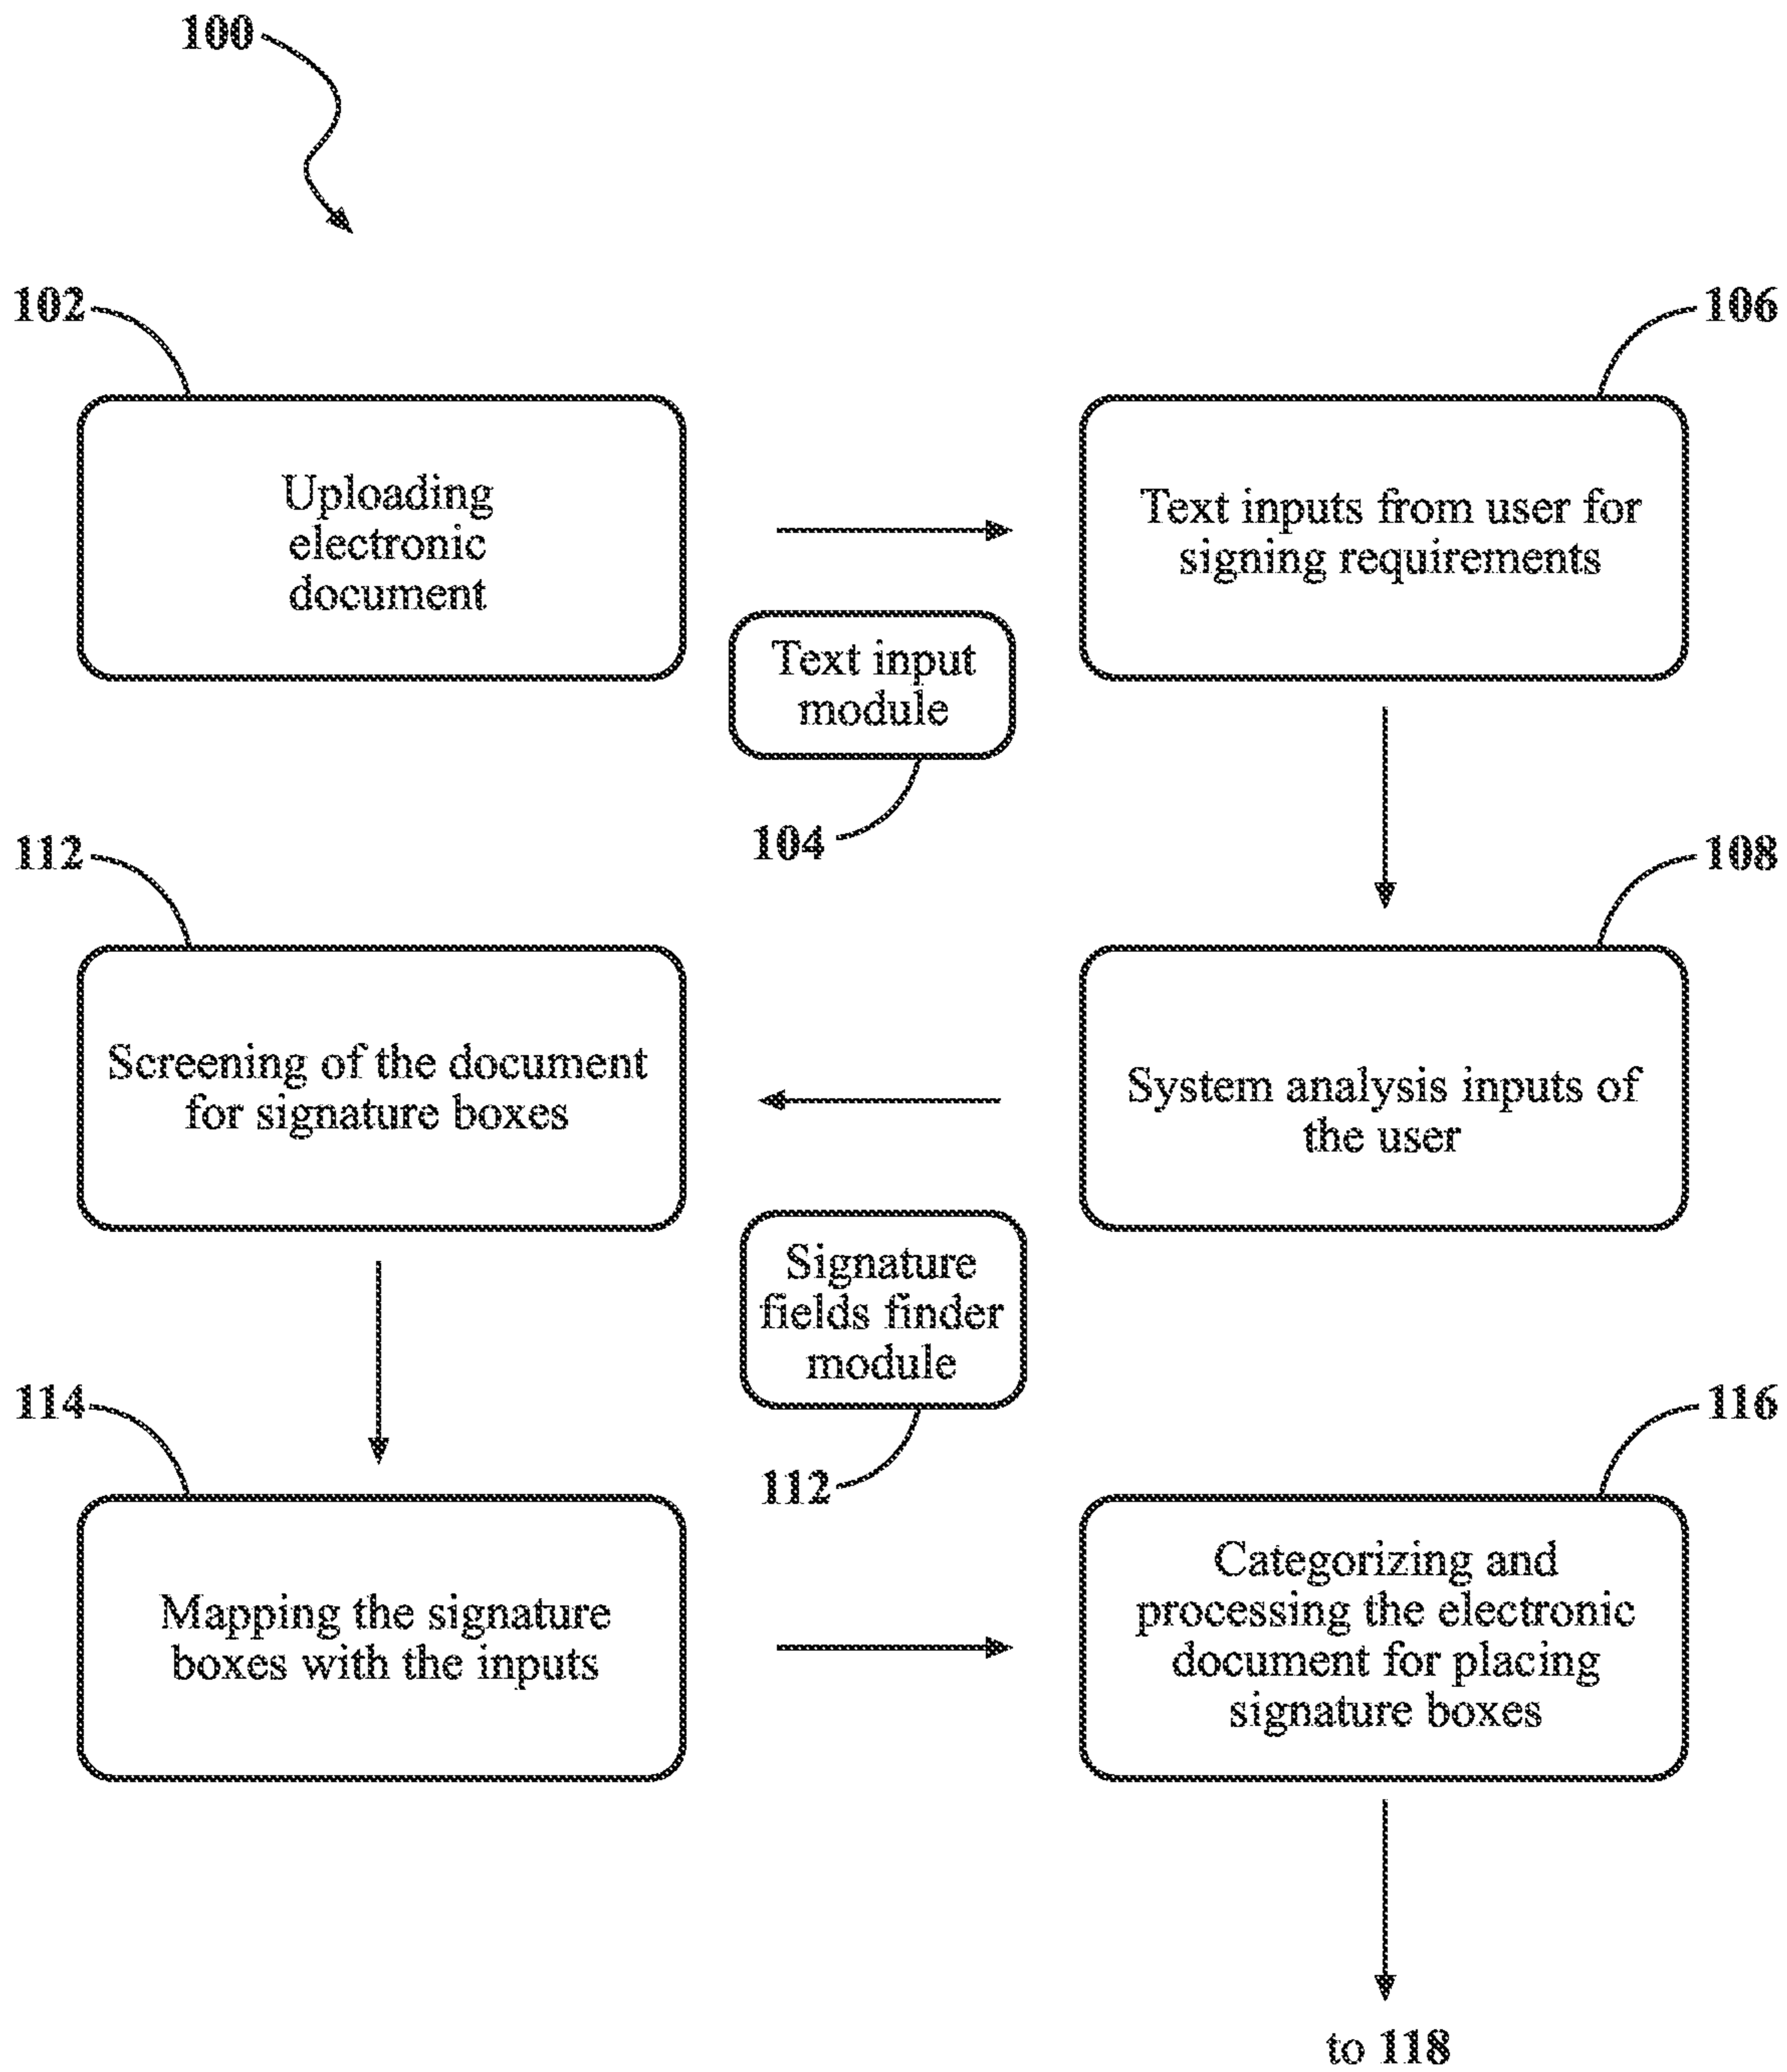 100
102
106
Uploading
electronic
document
Text inputs from user for
signing requirements
Text input
module
104
112
108
Screening of the document
for signature boxes
System analysis inputs of
the user
Signature
fields finder
module
112
114
116
Mapping the signature
boxes with the inputs
Categorizing and
processing the electronic
document for placing
signature boxes
to 118